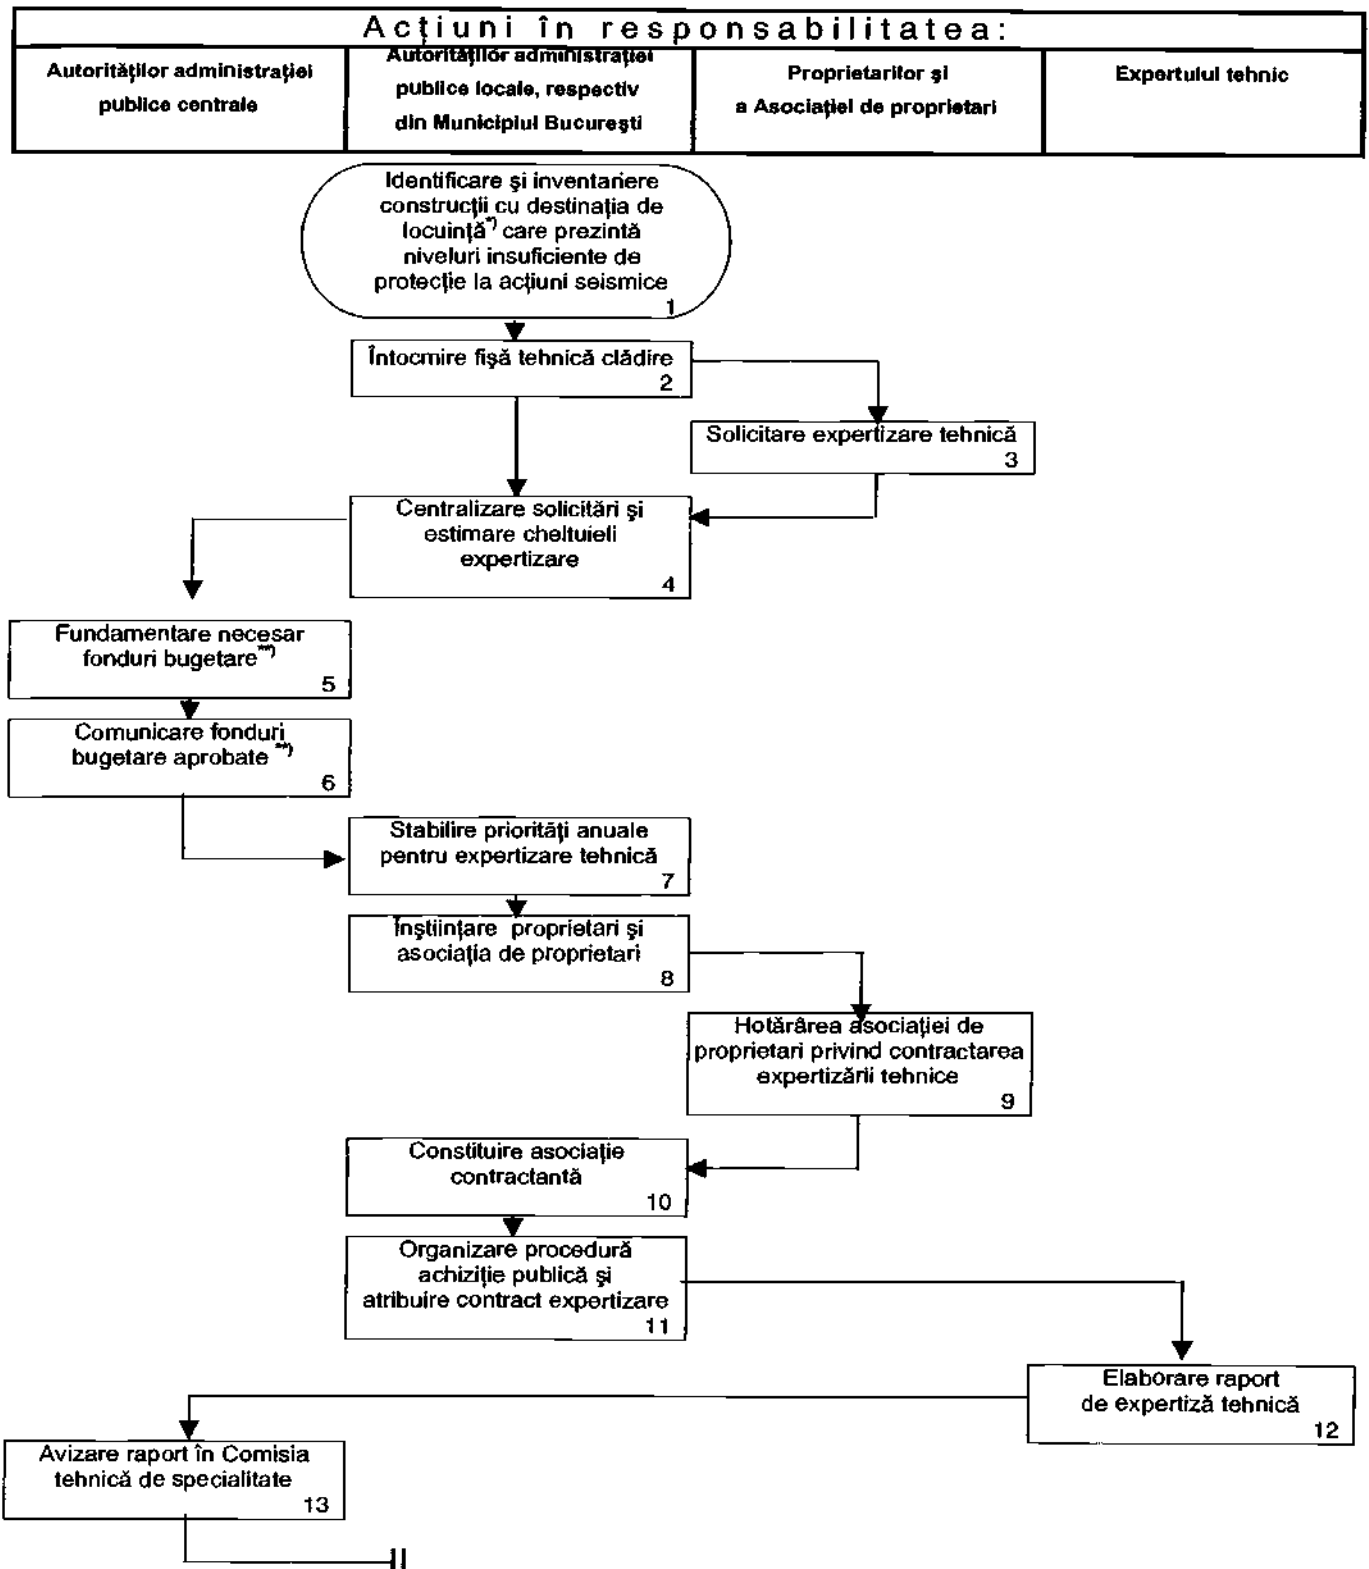 Acțiuni în responsabilitatea:
Autorităților administrației
publice centrale
Autorităților administrației
publice locale, respectiv
din Municipiul București
Proprietarilor și
a Asociației de proprietari
Expertului tehnic
Identificare și inventariere
construcții cu destinația de
locuință*) care prezintă
niveluri insuficiente de
protecție la acțiuni seismice
1
Întocmire fișă tehnică clădire
2
Solicitare expertizare tehnică
3
Centralizare solicitări și
estimare cheltuieli
expertizare
4
Fundamentare necesar
fonduri bugetare**)
5
Comunicare fonduri
bugetare aprobate **)
6
Stabilire priorități anuale
pentru expertizare tehnică
7
Înștiințare proprietari și
asociația de proprietari
8
Hotărârea asociației de
proprietari privind contractarea
expertizării tehnice
9
Constituire asociație
contractantă
10
Organizare procedură
achiziție publică și
atribuire contract expertizare
11
Elaborare raport
de expertiză tehnică
12
Avizare raport în Comisia
tehnică de specialitate
13